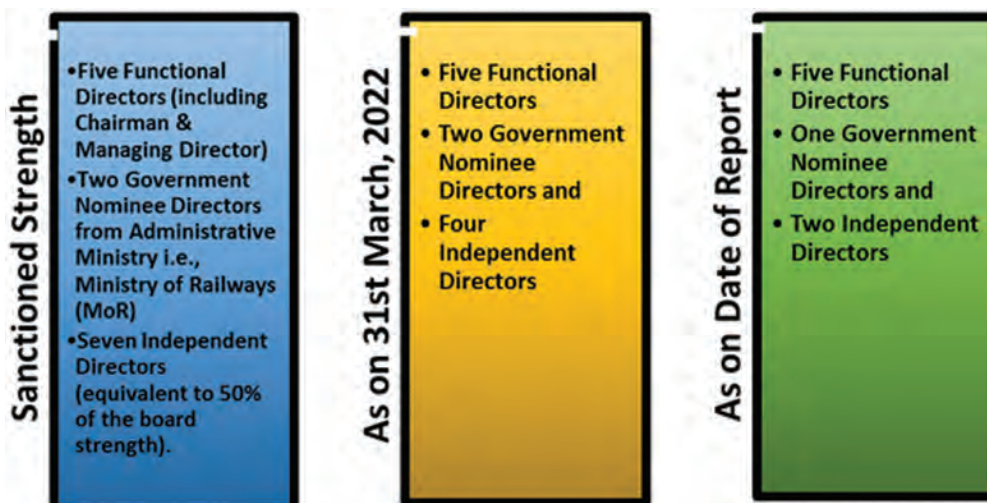 Sanctioned Strength
•Five Functional
Directors (including
Chairman &
Managing Director)
•Two Government
Nominee Directors
from Administrative
Ministry i.e.,
Ministry of Railways
(MoR)
•Seven Independent
Directors
(equivalent to 50%
of the board
strength).
As on 31st March, 2022
• Five Functional
Directors
• Two Government
Nominee
Directors and
• Four
Independent
Directors
As on Date of Report
• Five Functional
Directors
• One Government
Nominee
Directors and
• Two Independent
Directors